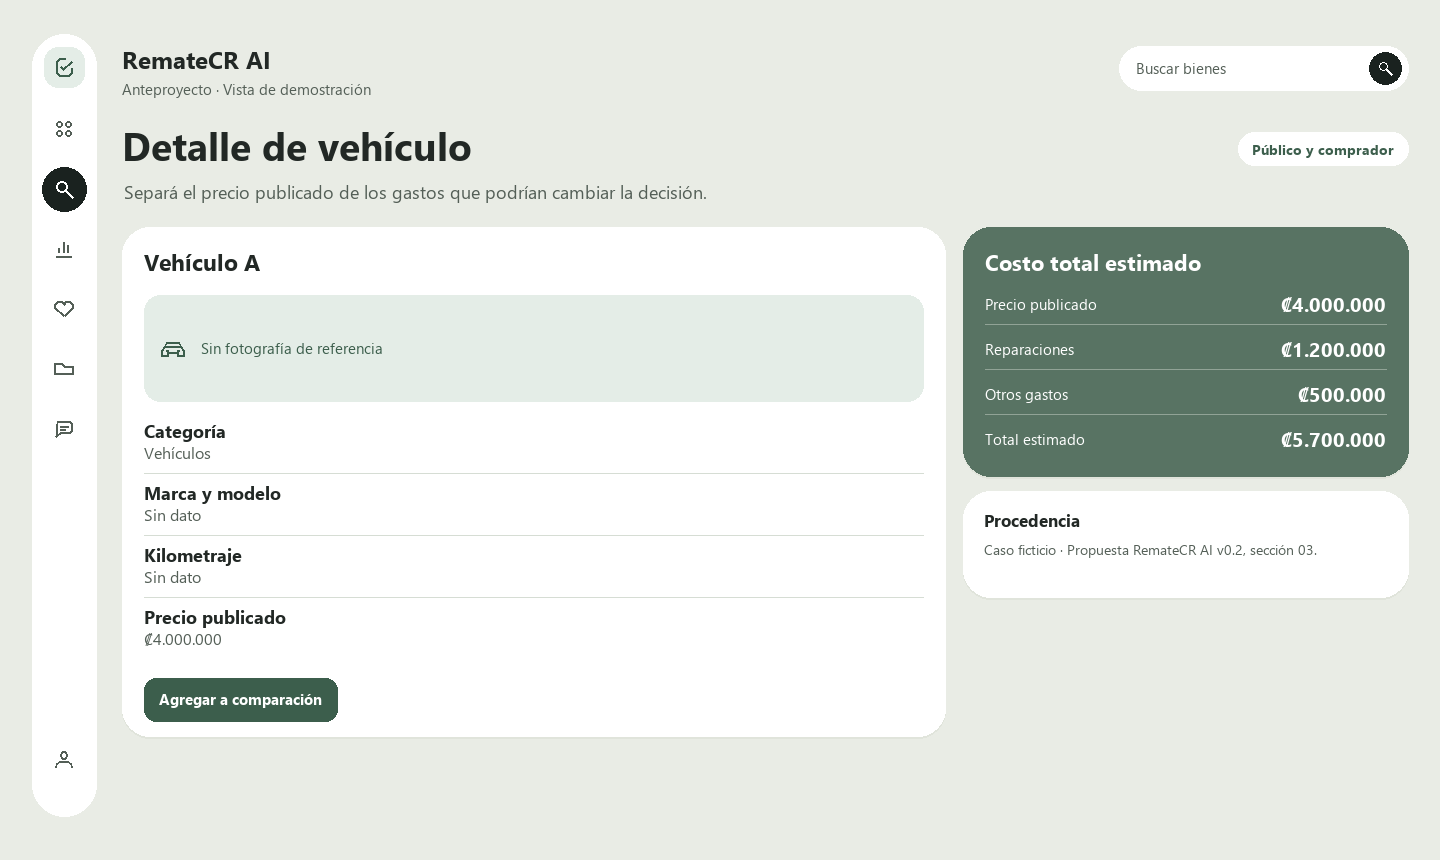 RemateCR AI
Anteproyecto · Vista de demostración
Buscar bienes
Detalle de vehículo
Público y comprador
Separá el precio publicado de los gastos que podrían cambiar la decisión.
Vehículo A
Sin fotografía de referencia
Categoría
Vehículos
Marca y modelo
Sin dato
Kilometraje
Sin dato
Precio publicado
₡4.000.000
Agregar a comparación
Costo total estimado
Precio publicado ₡4.000.000
Reparaciones ₡1.200.000
Otros gastos ₡500.000
Total estimado ₡5.700.000
Procedencia
Caso ficticio · Propuesta RemateCR AI v0.2, sección 03.